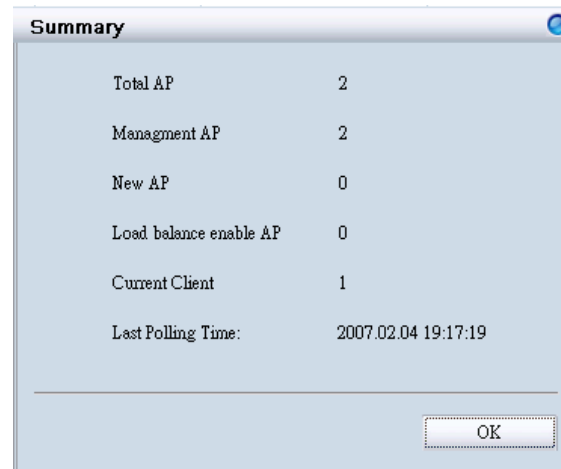 Summary
Total AP 2
Managment AP 2
New AP 0
Load balance enable AP 0
Current Client 1
Last Polling Time: 2007.02.04 19:17:19
OK